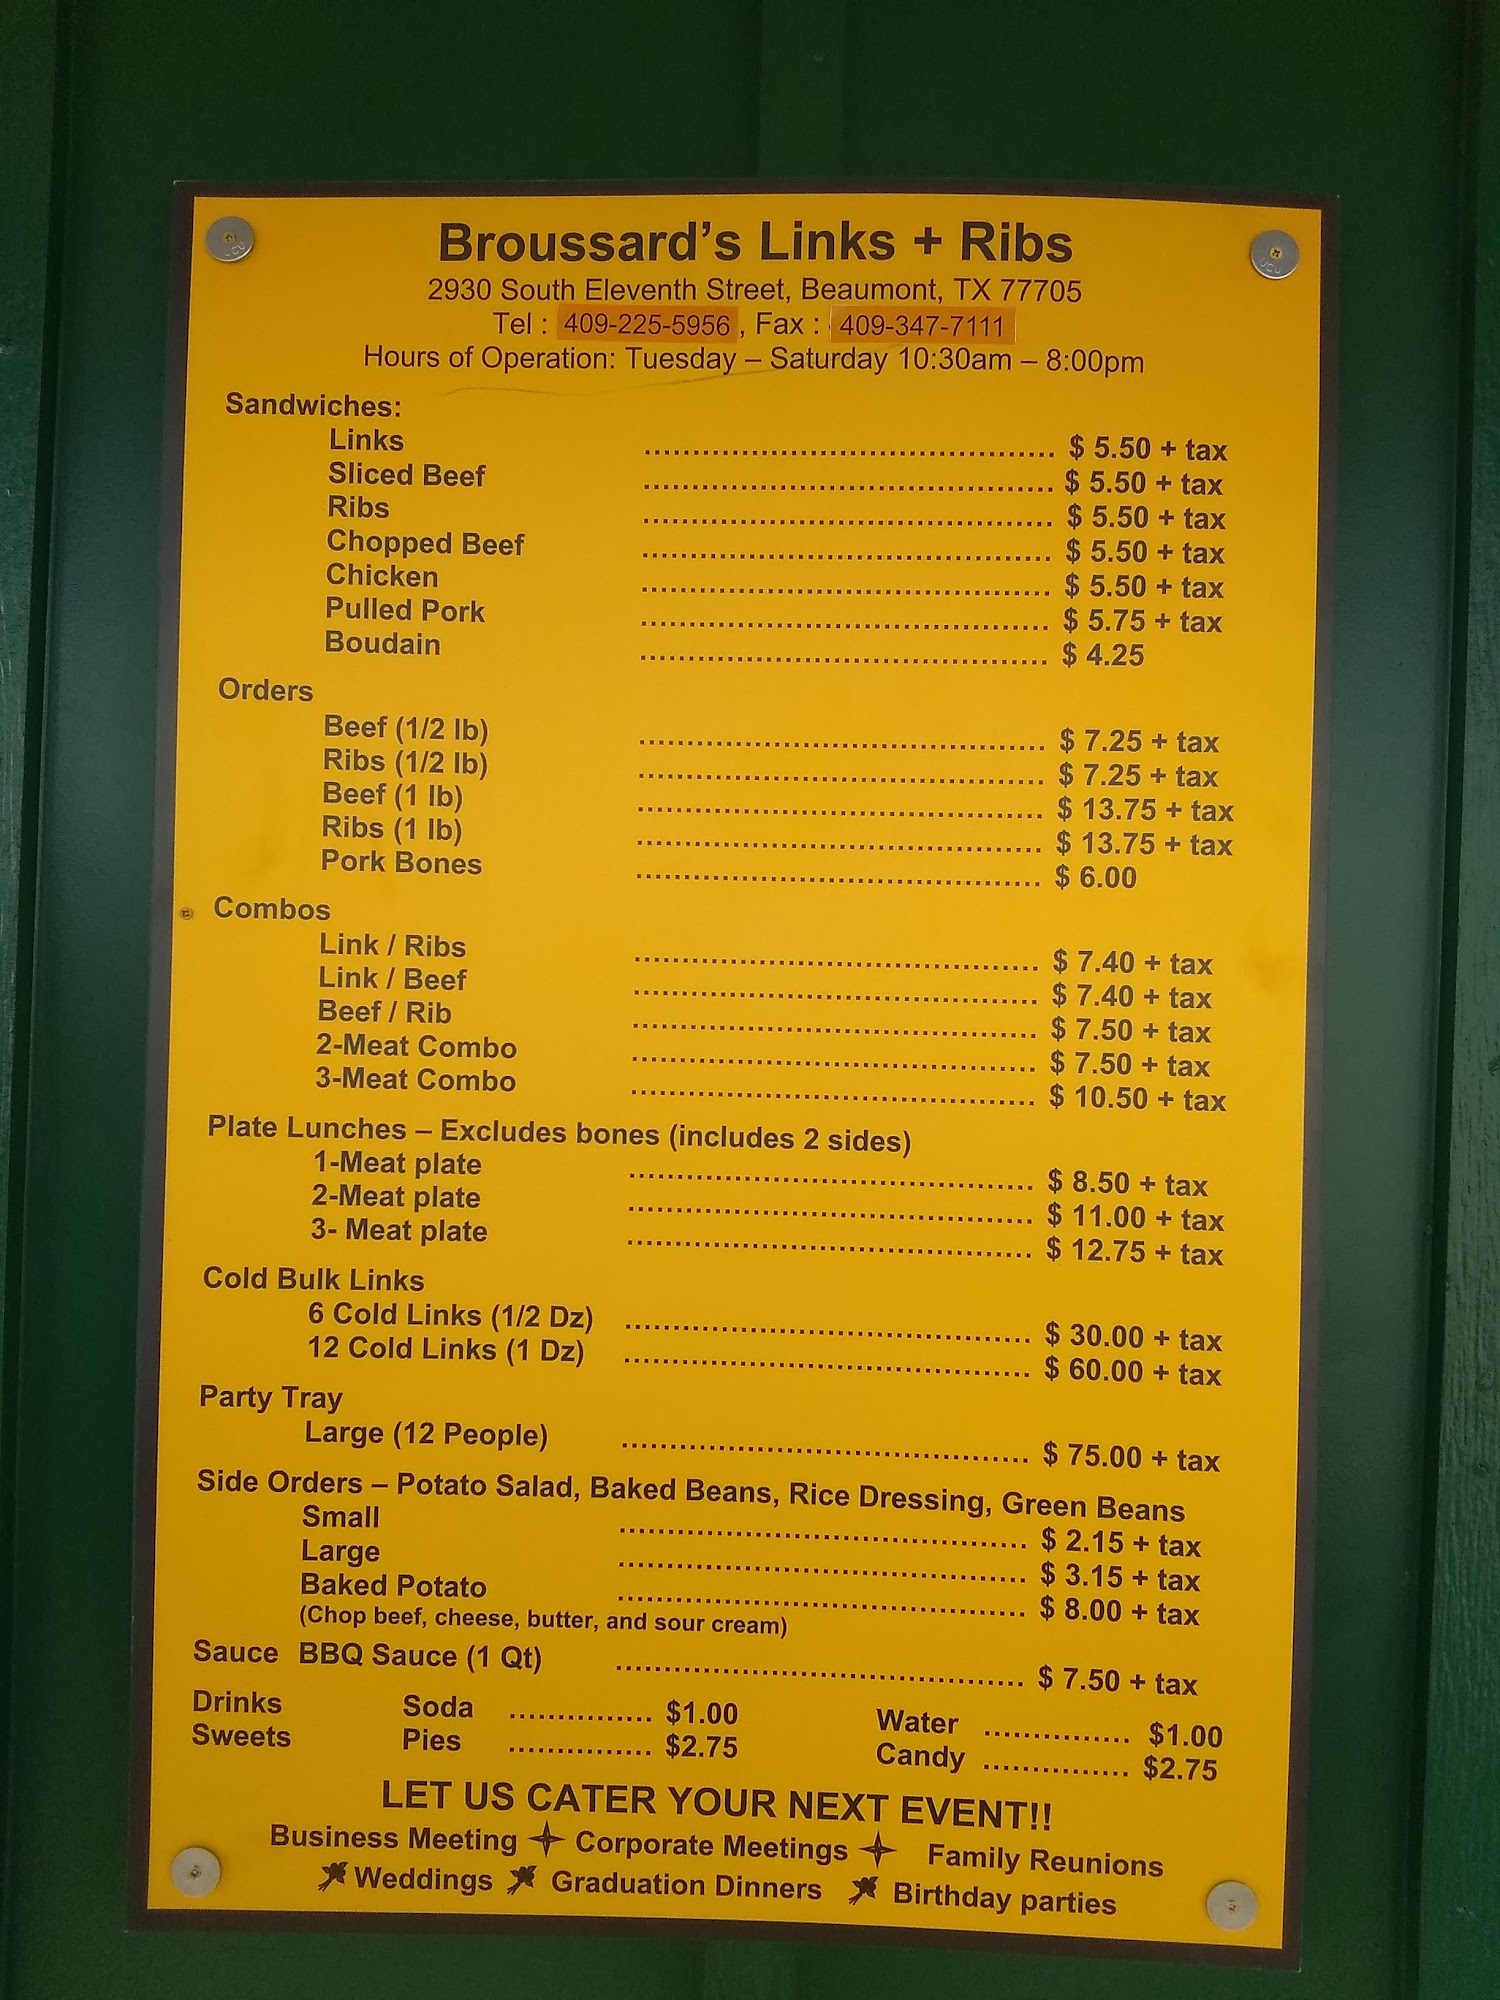 Broussard's Links + Ribs
2930 South Eleventh Street, Beaumont, TX 77705
Tel : 409-225-5956 , Fax : 409-347-7111
Hours of Operation: Tuesday – Saturday 10:30am – 8:00pm
Sandwiches:
Links ........................................ $ 5.50 + tax
Sliced Beef ........................................ $ 5.50 + tax
Ribs ........................................ $ 5.50 + tax
Chopped Beef ........................................ $ 5.50 + tax
Chicken ........................................ $ 5.50 + tax
Pulled Pork ........................................ $ 5.75 + tax
Boudain ........................................ $ 4.25
Orders
Beef (1/2 lb) ........................................ $ 7.25 + tax
Ribs (1/2 lb) ........................................ $ 7.25 + tax
Beef (1 lb) ........................................ $ 13.75 + tax
Ribs (1 lb) ........................................ $ 13.75 + tax
Pork Bones ........................................ $ 6.00
Combos
Link / Ribs ........................................ $ 7.40 + tax
Link / Beef ........................................ $ 7.40 + tax
Beef / Rib ........................................ $ 7.50 + tax
2-Meat Combo ........................................ $ 7.50 + tax
3-Meat Combo ........................................ $ 10.50 + tax
Plate Lunches – Excludes bones (includes 2 sides)
1-Meat plate ........................................ $ 8.50 + tax
2-Meat plate ........................................ $ 11.00 + tax
3- Meat plate ........................................ $ 12.75 + tax
Cold Bulk Links
6 Cold Links (1/2 Dz) ........................................ $ 30.00 + tax
12 Cold Links (1 Dz) ........................................ $ 60.00 + tax
Party Tray
Large (12 People) ........................................ $ 75.00 + tax
Side Orders – Potato Salad, Baked Beans, Rice Dressing, Green Beans
Small ........................................ $ 2.15 + tax
Large ........................................ $ 3.15 + tax
Baked Potato ........................................ $ 8.00 + tax
(Chop beef, cheese, butter, and sour cream)
Sauce BBQ Sauce (1 Qt) ........................................ $ 7.50 + tax
Drinks Soda ............... $1.00 Water ............... $1.00
Sweets Pies ............... $2.75 Candy ............... $2.75
LET US CATER YOUR NEXT EVENT!!
Business Meeting Corporate Meetings Family Reunions
Weddings Graduation Dinners Birthday parties